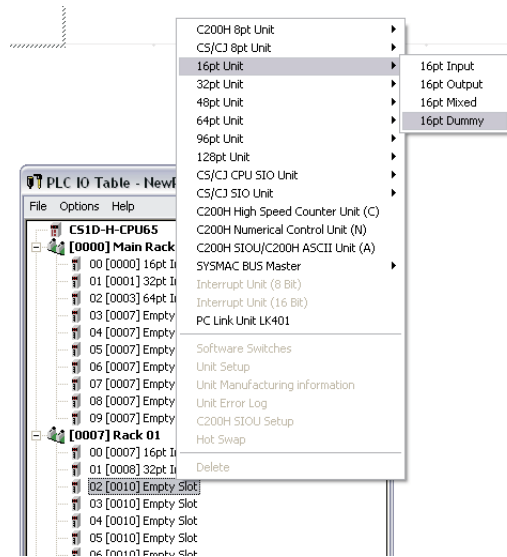 C200H 8pt Unit
CS/CJ 8pt Unit
16pt Unit
32pt Unit
48pt Unit
64pt Unit
96pt Unit
128pt Unit
CS/CJ CPU SIO Unit
CS/CJ SIO Unit
C200H High Speed Counter Unit (C)
C200H Numerical Control Unit (N)
C200H SIOU/C200H ASCII Unit (A)
SYSMAC BUS Master
Interrupt Unit (8 Bit)
Interrupt Unit (16 Bit)
PC Link Unit LK401
Software Switches
Unit Setup
Unit Manufacturing information
Unit Error Log
C200H SIOU Setup
Hot Swap
Delete
16pt Input
16pt Output
16pt Mixed
16pt Dummy
PLC IO Table - NewP
File Options Help
CS1D-H-CPU65
[0000] Main Rack
00 [0000] 16pt I
01 [0001] 32pt I
02 [0003] 64pt I
03 [0007] Empty
04 [0007] Empty
05 [0007] Empty
06 [0007] Empty
07 [0007] Empty
08 [0007] Empty
09 [0007] Empty
[0007] Rack 01
00 [0007] 16pt I
01 [0008] 32pt I
02 [0010] Empty Slot
03 [0010] Empty Slot
04 [0010] Empty Slot
05 [0010] Empty Slot
06 [0010] Empty Slot